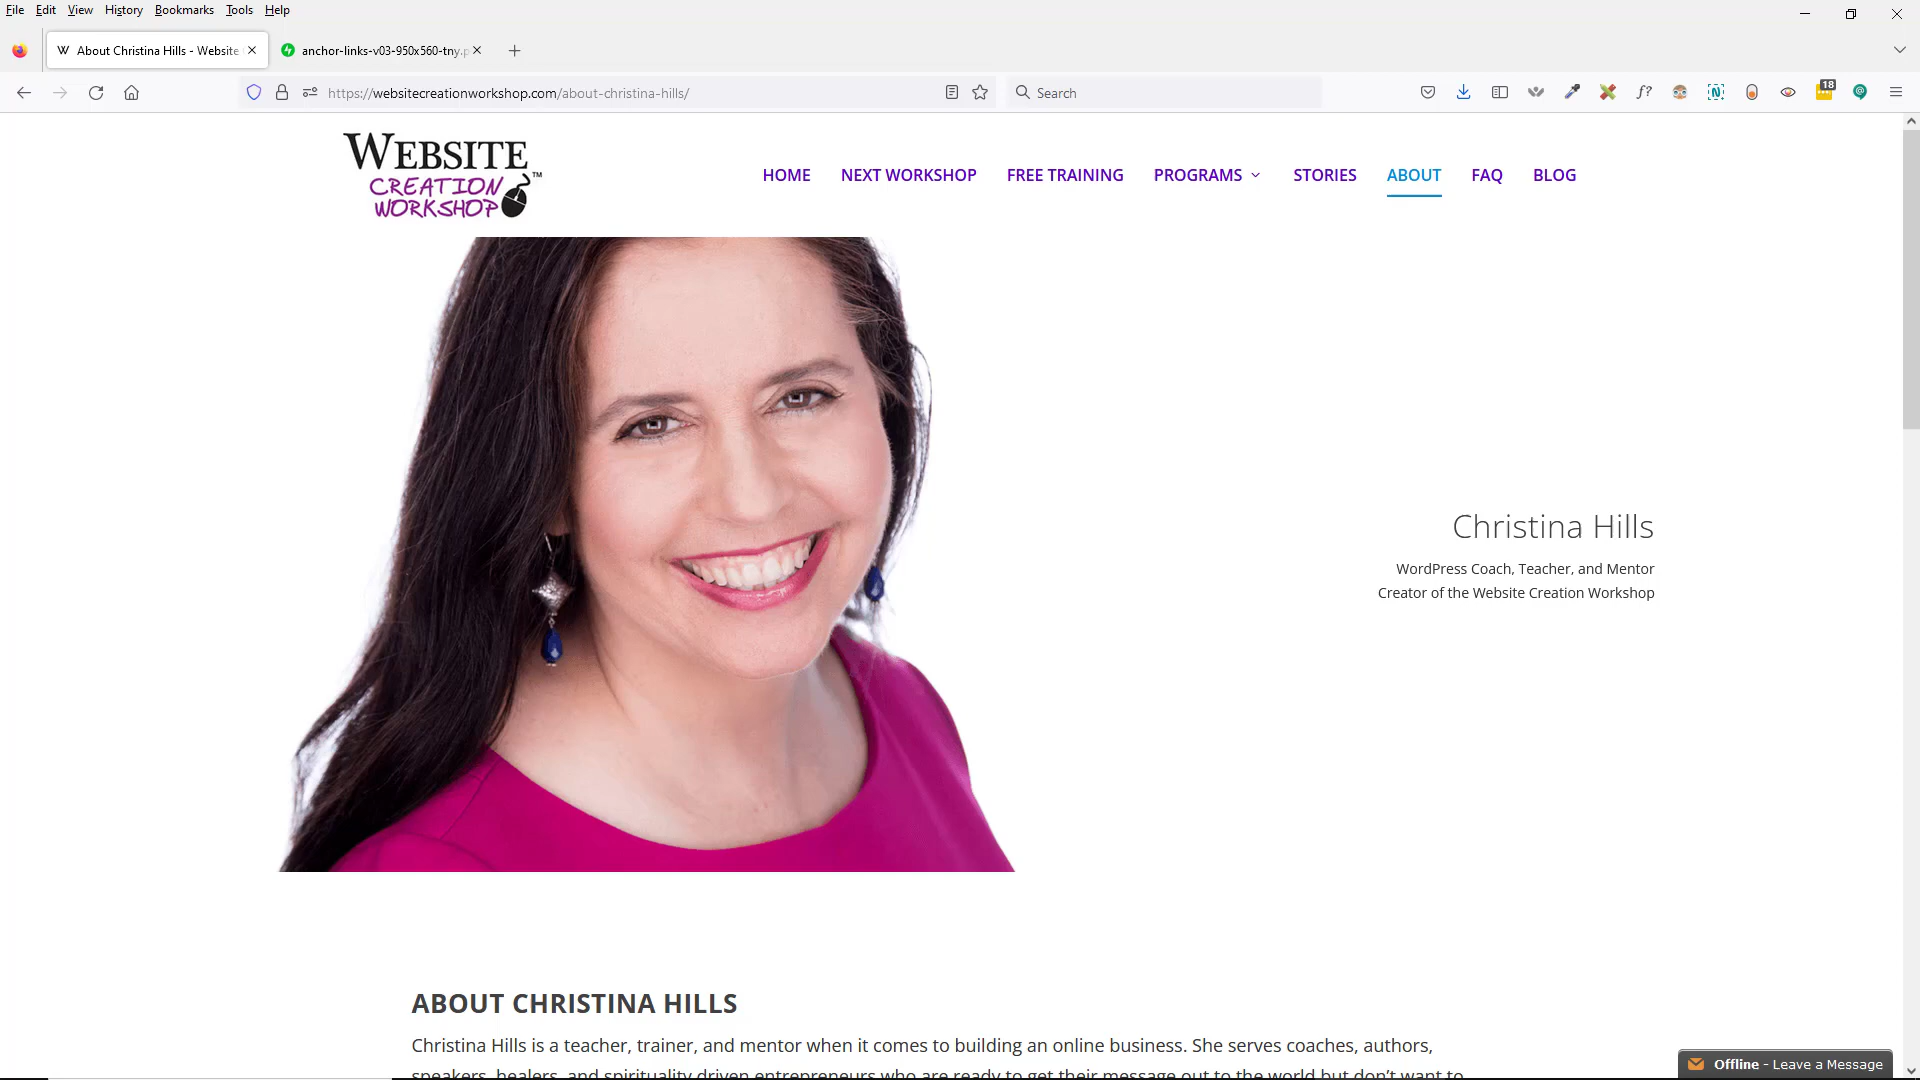 File Edit View History Bookmarks Tools Help
About Christina Hills - Website
anchor-links-v03-950x560-tny.p
https://websitecreationworkshop.com/about-christina-hills/
Search
18
WEBSITE
CREATION
WORKSHOP
TM
HOME NEXT WORKSHOP FREE TRAINING PROGRAMS STORIES ABOUT FAQ BLOG
Christina Hills
WordPress Coach, Teacher, and Mentor
Creator of the Website Creation Workshop
ABOUT CHRISTINA HILLS
Christina Hills is a teacher, trainer, and mentor when it comes to building an online business. She serves coaches, authors,
speakers, healers, and spirituality driven entrepreneurs who are ready to get their message out to the world but don't want to
Offline - Leave a Message